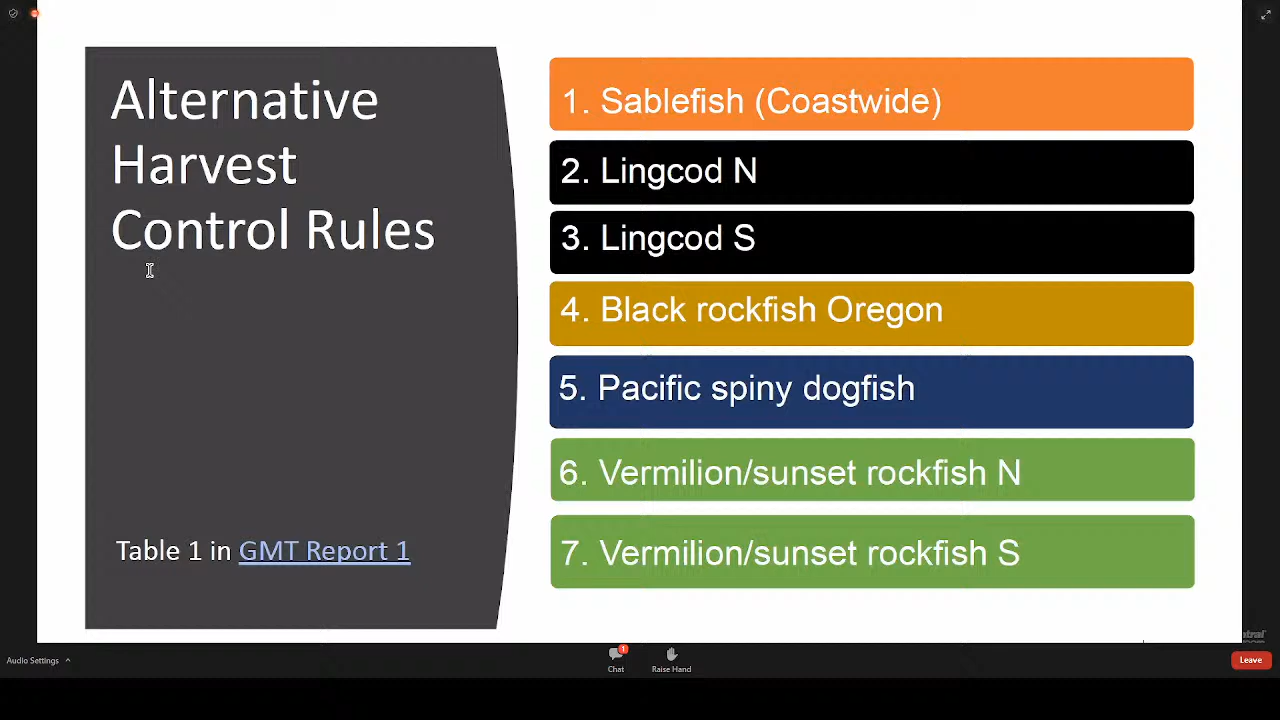 Alternative
Harvest
Control Rules
Table 1 in GMT Report 1
1. Sablefish (Coastwide)
2. Lingcod N
3. Lingcod S
4. Black rockfish Oregon
5. Pacific spiny dogfish
6. Vermilion/sunset rockfish N
7. Vermilion/sunset rockfish S
Audio Settings
1
Chat
Raise Hand
Leave